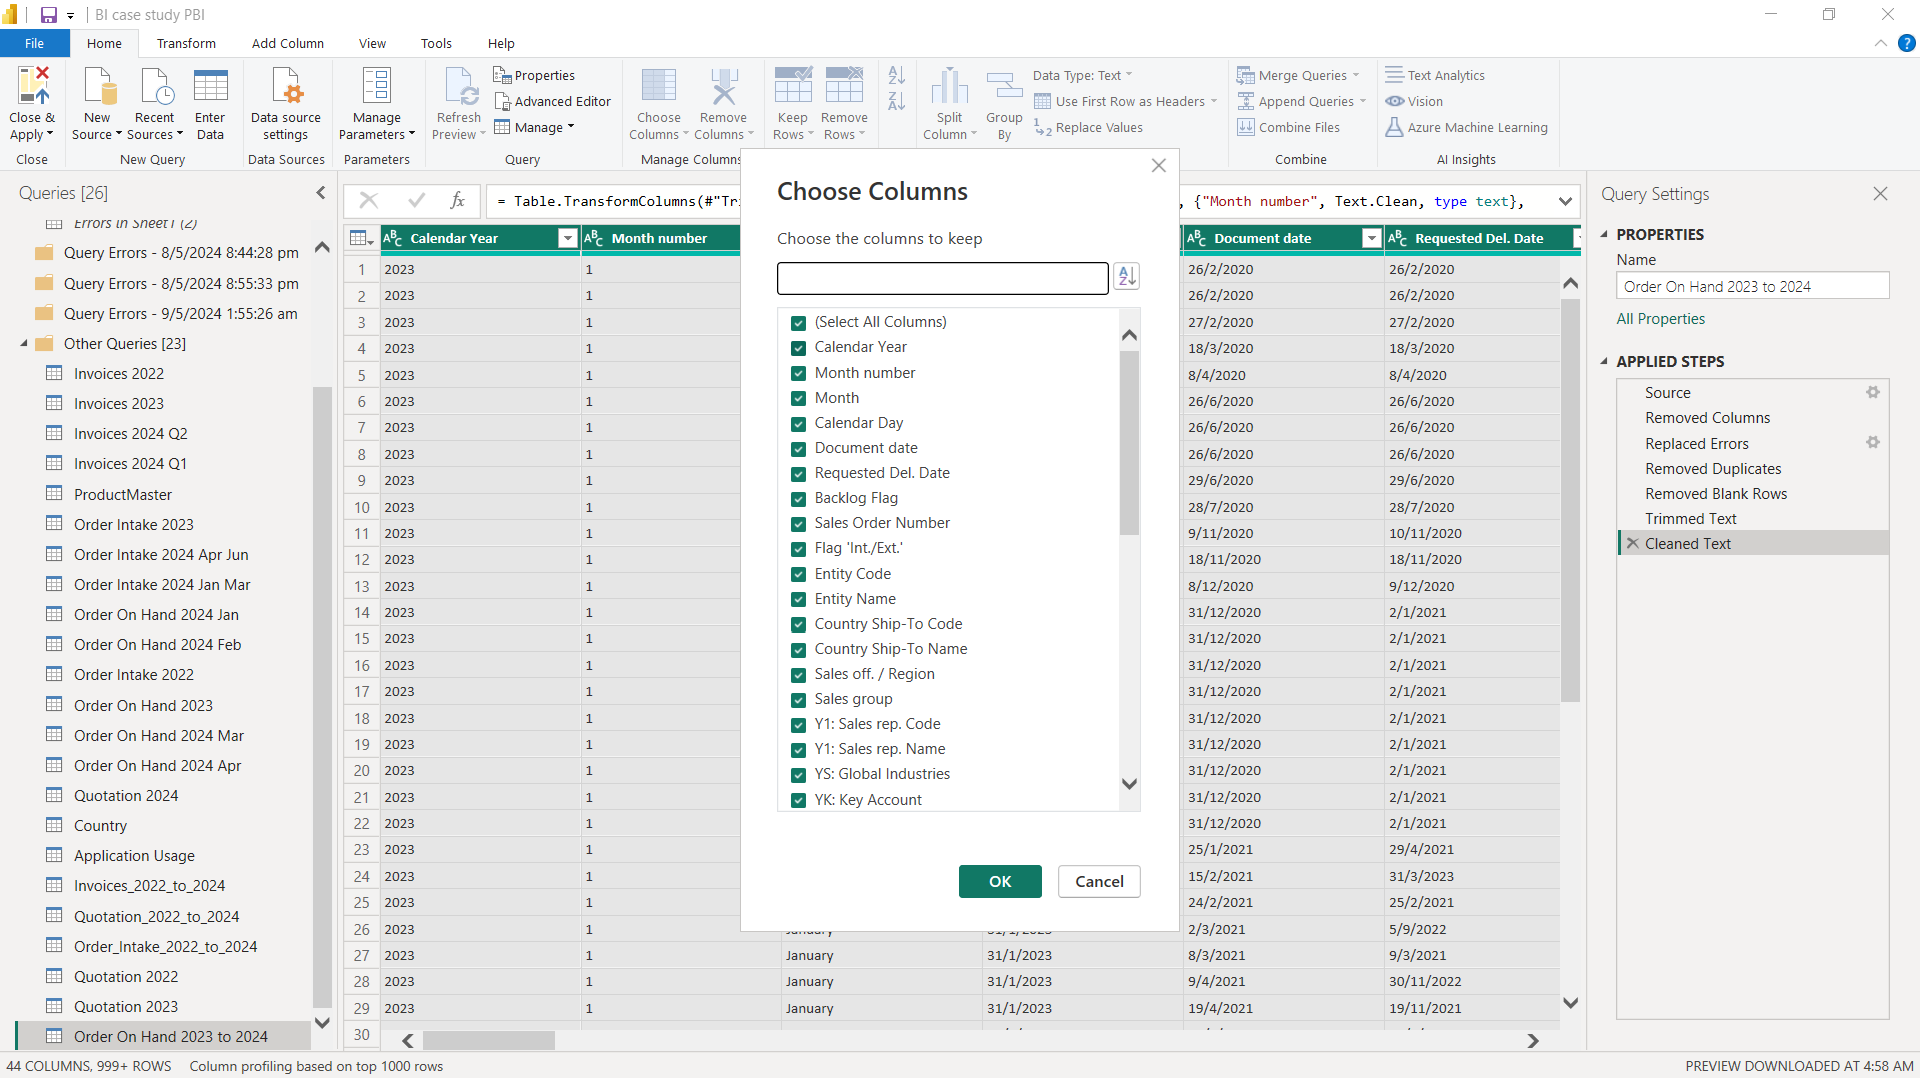 BI case study PBI
File Home Transform Add Column View Tools Help
Close & Apply
New Source
Recent Sources
Enter Data
Data source settings
Manage Parameters
Refresh Preview
Properties
Advanced Editor
Manage
Choose Columns
Remove Columns
Keep Rows
Remove Rows
Split Column
Group By
Data Type: Text
Use First Row as Headers
Replace Values
Merge Queries
Append Queries
Combine Files
Text Analytics
Vision
Azure Machine Learning
Close New Query Data Sources Parameters Query Manage Columns Combine AI Insights
Queries [26]
Errors in Sheet1 (2)
Query Errors - 8/5/2024 8:44:28 pm
Query Errors - 8/5/2024 8:55:33 pm
Query Errors - 9/5/2024 1:55:26 am
Other Queries [23]
Invoices 2022
Invoices 2023
Invoices 2024 Q2
Invoices 2024 Q1
ProductMaster
Order Intake 2023
Order Intake 2024 Apr Jun
Order Intake 2024 Jan Mar
Order On Hand 2024 Jan
Order On Hand 2024 Feb
Order Intake 2022
Order On Hand 2023
Order On Hand 2024 Mar
Order On Hand 2024 Apr
Quotation 2024
Country
Application Usage
Invoices_2022_to_2024
Quotation_2022_to_2024
Order_Intake_2022_to_2024
Quotation 2022
Quotation 2023
Order On Hand 2023 to 2024
fx = Table.TransformColumns(#"Tr , {"Month number", Text.Clean, type text},
ABC Calendar Year ABC Month number ABC Document date ABC Requested Del. Date
1 2023 1 26/2/2020 26/2/2020
2 2023 1 26/2/2020 26/2/2020
3 2023 1 27/2/2020 27/2/2020
4 2023 1 18/3/2020 18/3/2020
5 2023 1 8/4/2020 8/4/2020
6 2023 1 26/6/2020 26/6/2020
7 2023 1 26/6/2020 26/6/2020
8 2023 1 26/6/2020 26/6/2020
9 2023 1 29/6/2020 29/6/2020
10 2023 1 28/7/2020 28/7/2020
11 2023 1 9/11/2020 10/11/2020
12 2023 1 18/11/2020 18/11/2020
13 2023 1 8/12/2020 9/12/2020
14 2023 1 31/12/2020 2/1/2021
15 2023 1 31/12/2020 2/1/2021
16 2023 1 31/12/2020 2/1/2021
17 2023 1 31/12/2020 2/1/2021
18 2023 1 31/12/2020 2/1/2021
19 2023 1 31/12/2020 2/1/2021
20 2023 1 31/12/2020 2/1/2021
21 2023 1 31/12/2020 2/1/2021
22 2023 1 31/12/2020 2/1/2021
23 2023 1 25/1/2021 29/4/2021
24 2023 1 15/2/2021 31/3/2023
25 2023 1 24/2/2021 25/2/2021
26 2023 1 January 31/1/2023 2/3/2021 5/9/2022
27 2023 1 January 31/1/2023 8/3/2021 9/3/2021
28 2023 1 January 31/1/2023 9/4/2021 30/11/2022
29 2023 1 January 31/1/2023 19/4/2021 19/11/2021
30
Choose Columns
Choose the columns to keep
(Select All Columns)
Calendar Year
Month number
Month
Calendar Day
Document date
Requested Del. Date
Backlog Flag
Sales Order Number
Flag 'Int./Ext.'
Entity Code
Entity Name
Country Ship-To Code
Country Ship-To Name
Sales off. / Region
Sales group
Y1: Sales rep. Code
Y1: Sales rep. Name
YS: Global Industries
YK: Key Account
OK Cancel
Query Settings
PROPERTIES
Name
Order On Hand 2023 to 2024
All Properties
APPLIED STEPS
Source
Removed Columns
Replaced Errors
Removed Duplicates
Removed Blank Rows
Trimmed Text
Cleaned Text
44 COLUMNS, 999+ ROWS Column profiling based on top 1000 rows PREVIEW DOWNLOADED AT 4:58 AM